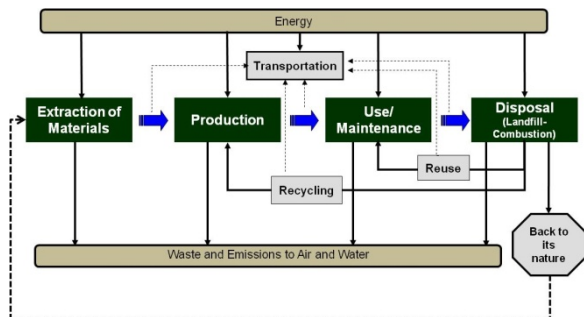 Energy
Transportation
Extraction of
Materials
Production
Use/
Maintenance
Disposal
(Landfill-
Combustion)
Reuse
Recycling
Waste and Emissions to Air and Water
Back to
its
nature